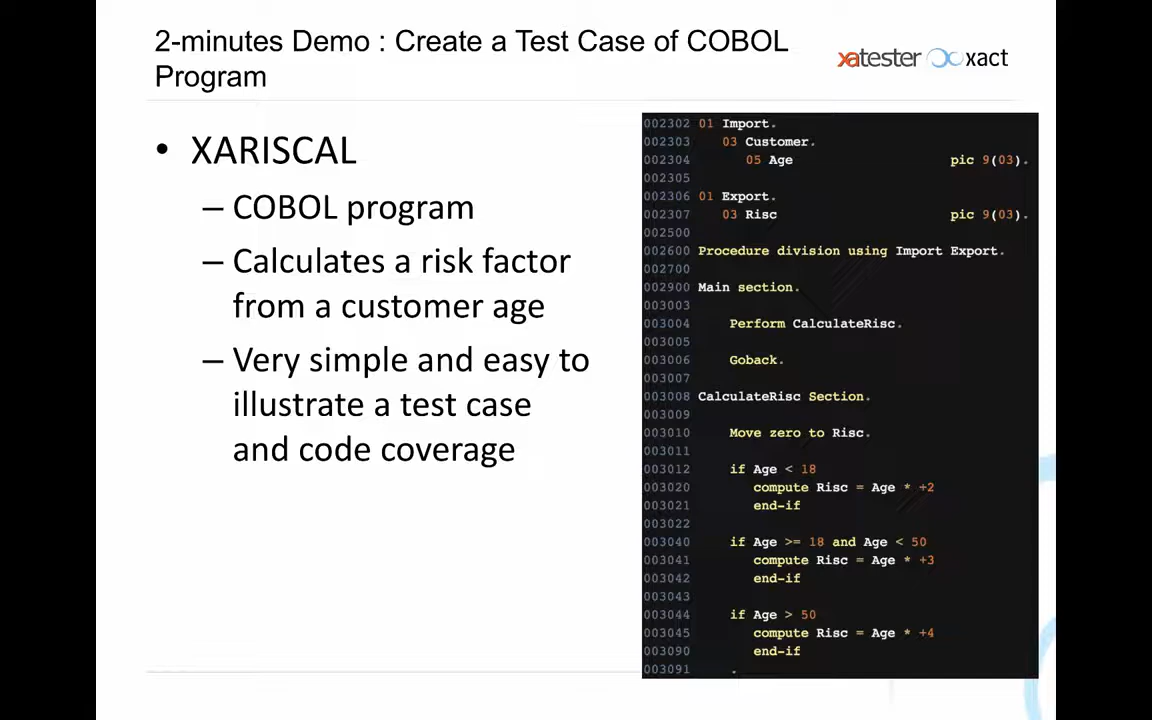 2-minutes Demo : Create a Test Case of COBOL
Program
xatester xact
• XARISCAL
– COBOL program
– Calculates a risk factor
from a customer age
– Very simple and easy to
illustrate a test case
and code coverage
002302 01 Import.
002303 03 Customer.
002304 05 Age pic 9(03).
002305
002306 01 Export.
002307 03 Risc pic 9(03).
002500
002600 Procedure division using Import Export.
002700
002900 Main section.
003003
003004 Perform CalculateRisc.
003005
003006 Goback.
003007
003008 CalculateRisc Section.
003009
003010 Move zero to Risc.
003011
003012 if Age < 18
003020 compute Risc = Age * +2
003021 end-if
003022
003040 if Age >= 18 and Age < 50
003041 compute Risc = Age * +3
003042 end-if
003043
003044 if Age > 50
003045 compute Risc = Age * +4
003090 end-if
003091 .